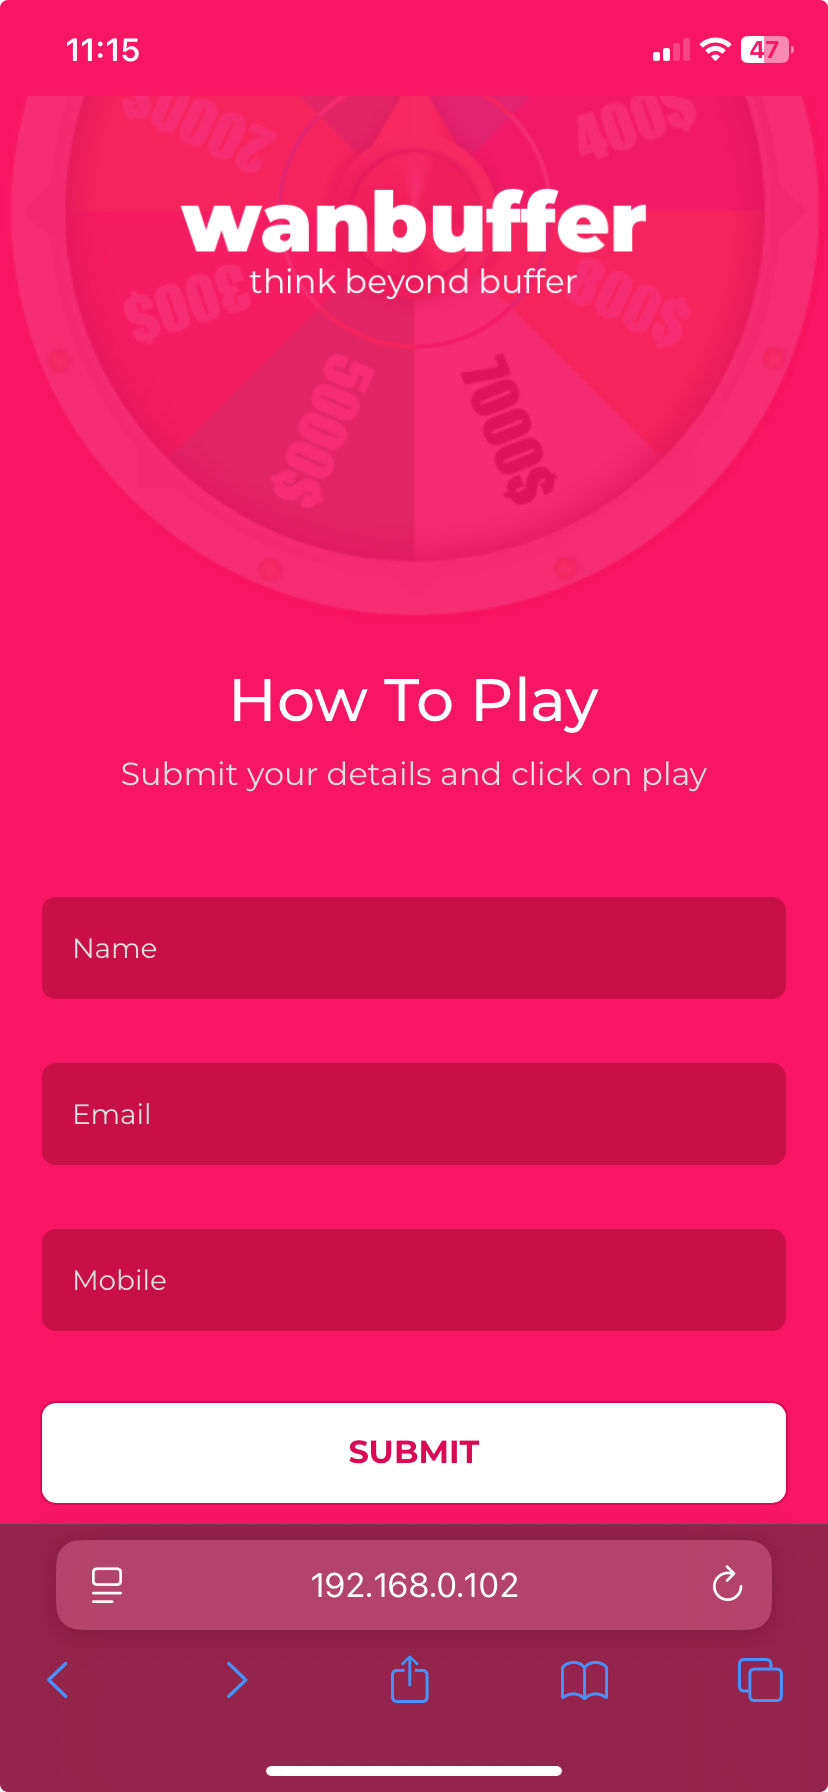 11:15
47
2000$
400$
wanbuffer
think beyond buffer
300$
800$
5000$
7000$
How To Play
Submit your details and click on play
Name
Email
Mobile
SUBMIT
192.168.0.102